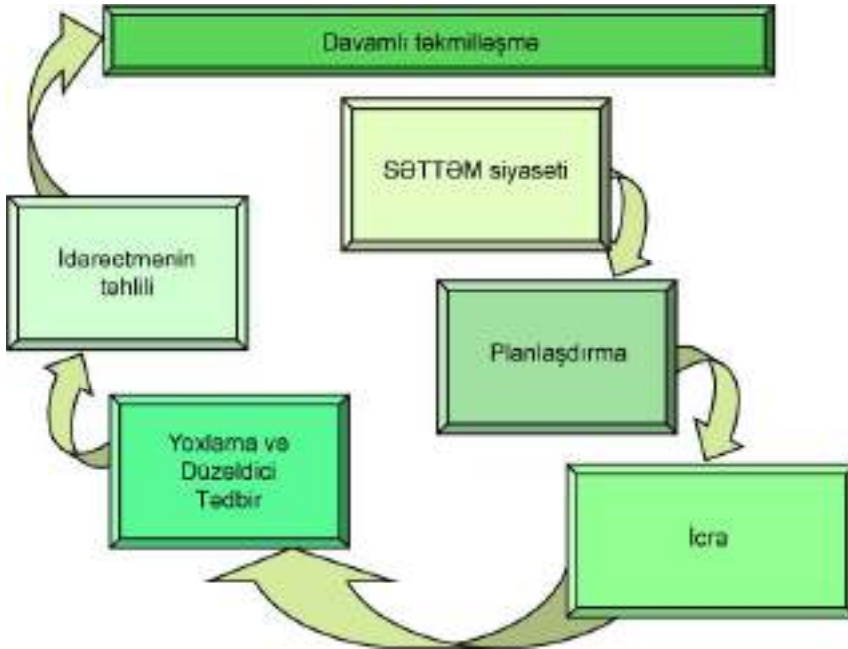 Davamlı təkmilləşmə
SƏTTƏM siyasəti
Planlaşdırma
İcra
Yoxlama və
Düzəldici
Tədbir
İdarəetmənin
təhlili